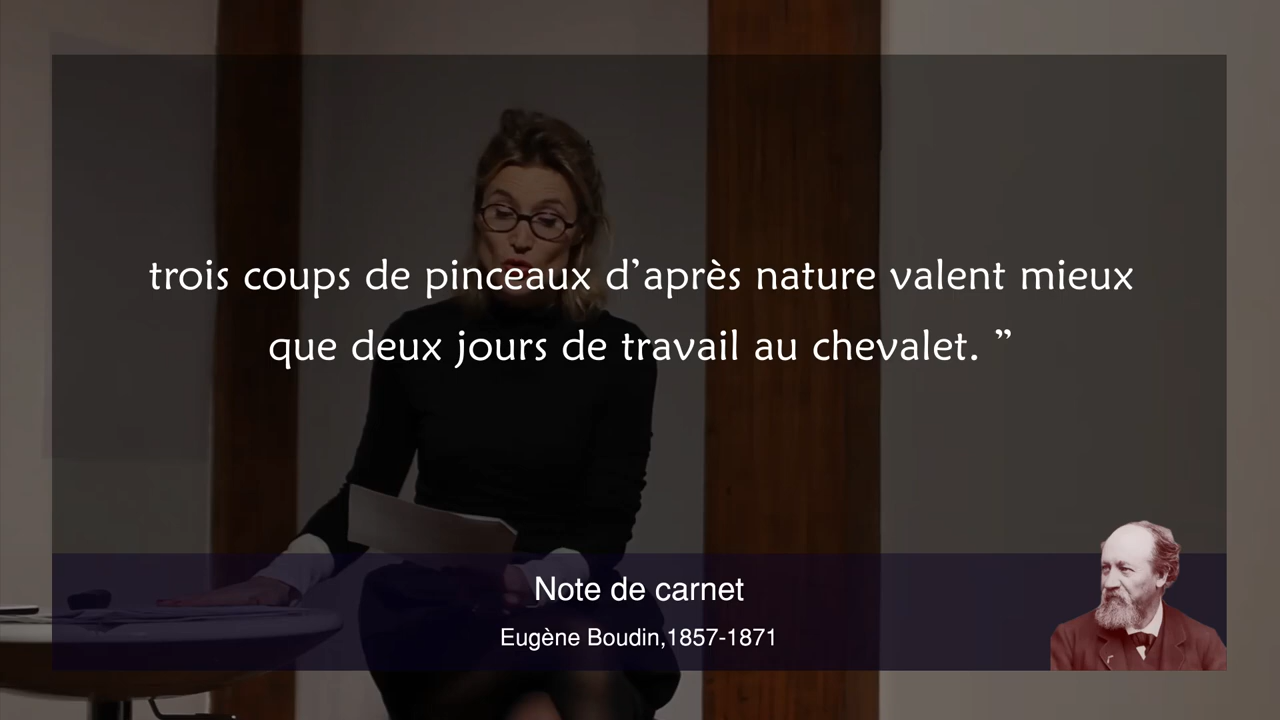 trois coups de pinceaux d’après nature valent mieux
que deux jours de travail au chevalet. ”
Note de carnet
Eugène Boudin,1857-1871